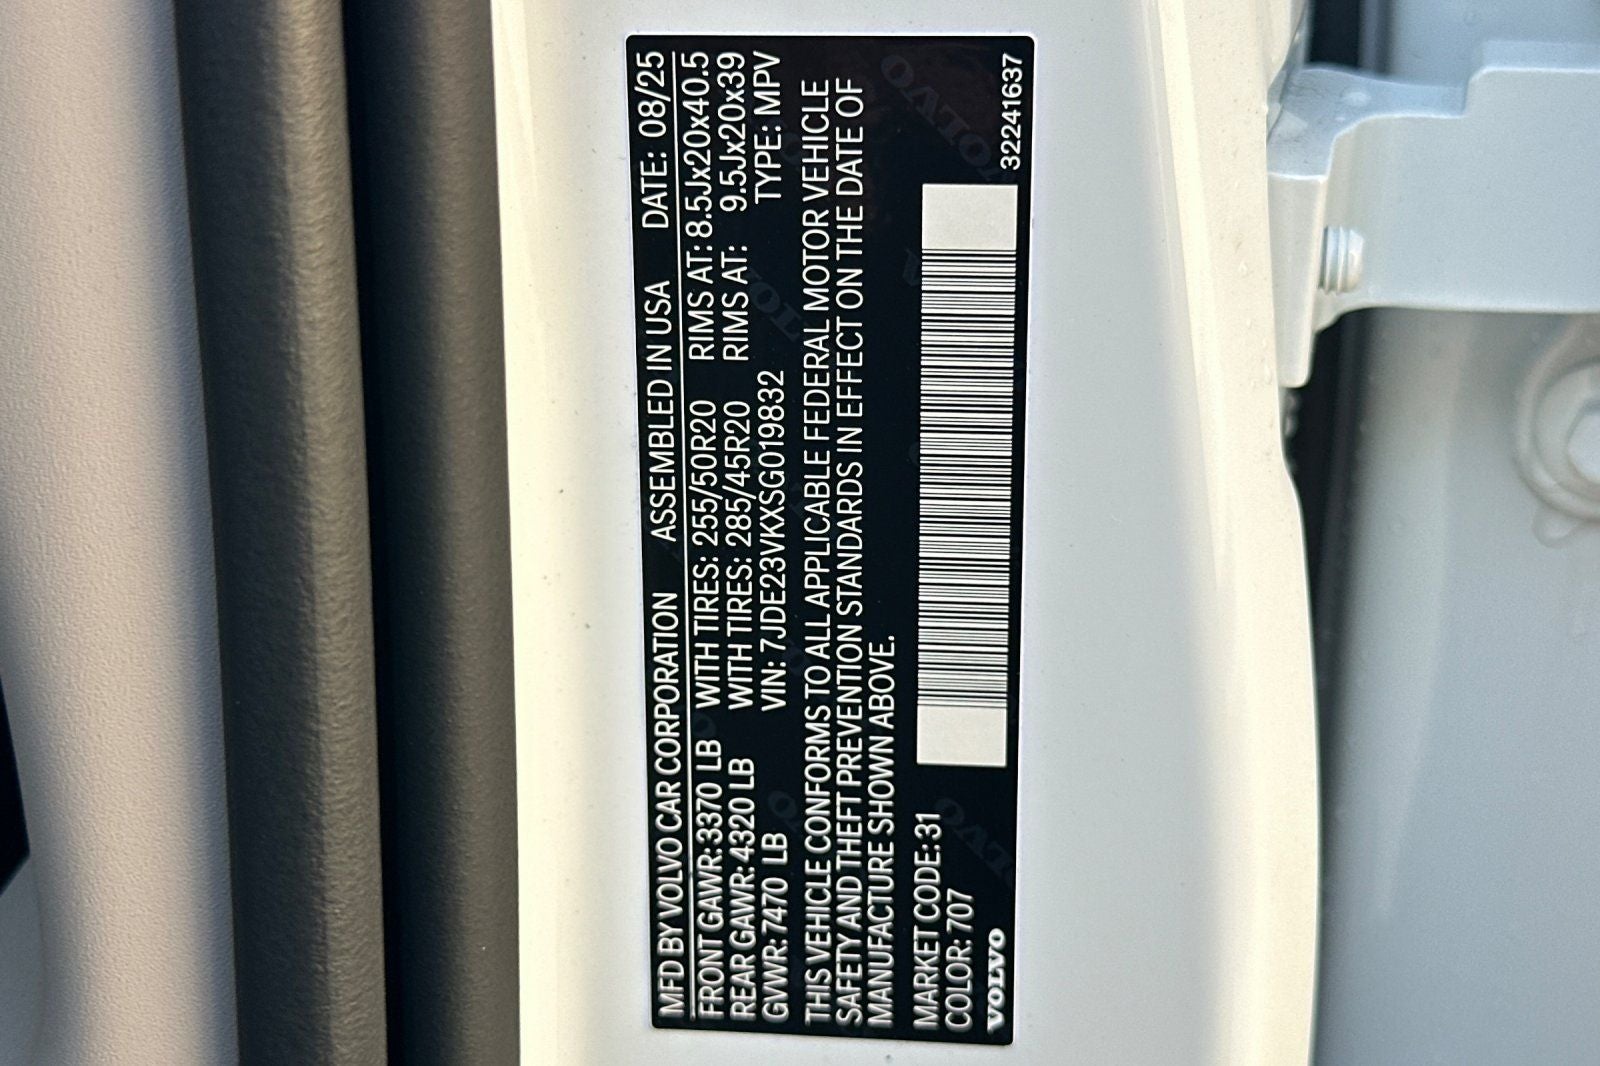 MFD BY VOLVO CAR CORPORATION ASSEMBLED IN USA DATE: 08/25
FRONT GAWR: 3370 LB WITH TIRES: 255/50R20 RIMS AT: 8.5Jx20x40.5
REAR GAWR: 4320 LB WITH TIRES: 285/45R20 RIMS AT: 9.5Jx20x39
GVWR: 7470 LB VIN: 7JDE23VKXSG019832 TYPE: MPV
THIS VEHICLE CONFORMS TO ALL APPLICABLE FEDERAL MOTOR VEHICLE
SAFETY AND THEFT PREVENTION STANDARDS IN EFFECT ON THE DATE OF
MANUFACTURE SHOWN ABOVE.
MARKET CODE: 31
COLOR: 707
VOLVO
32241637